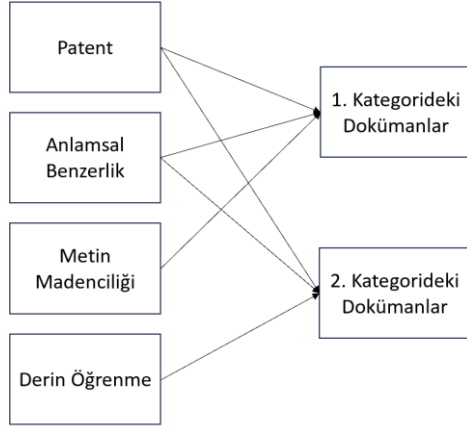 Patent
Anlamsal
Benzerlik
Metin
Madenciliği
Derin Öğrenme
1. Kategorideki
Dokümanlar
2. Kategorideki
Dokümanlar